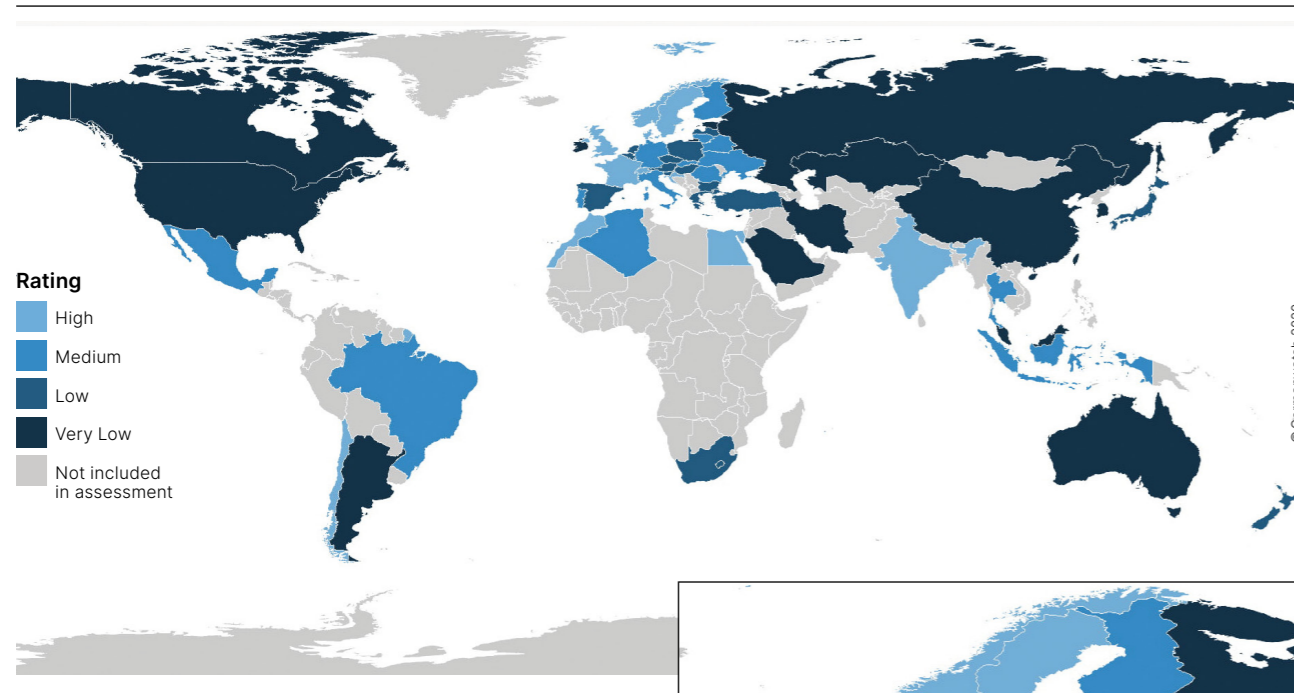 Rating
High
Medium
Low
Very Low
Not included
in assessment